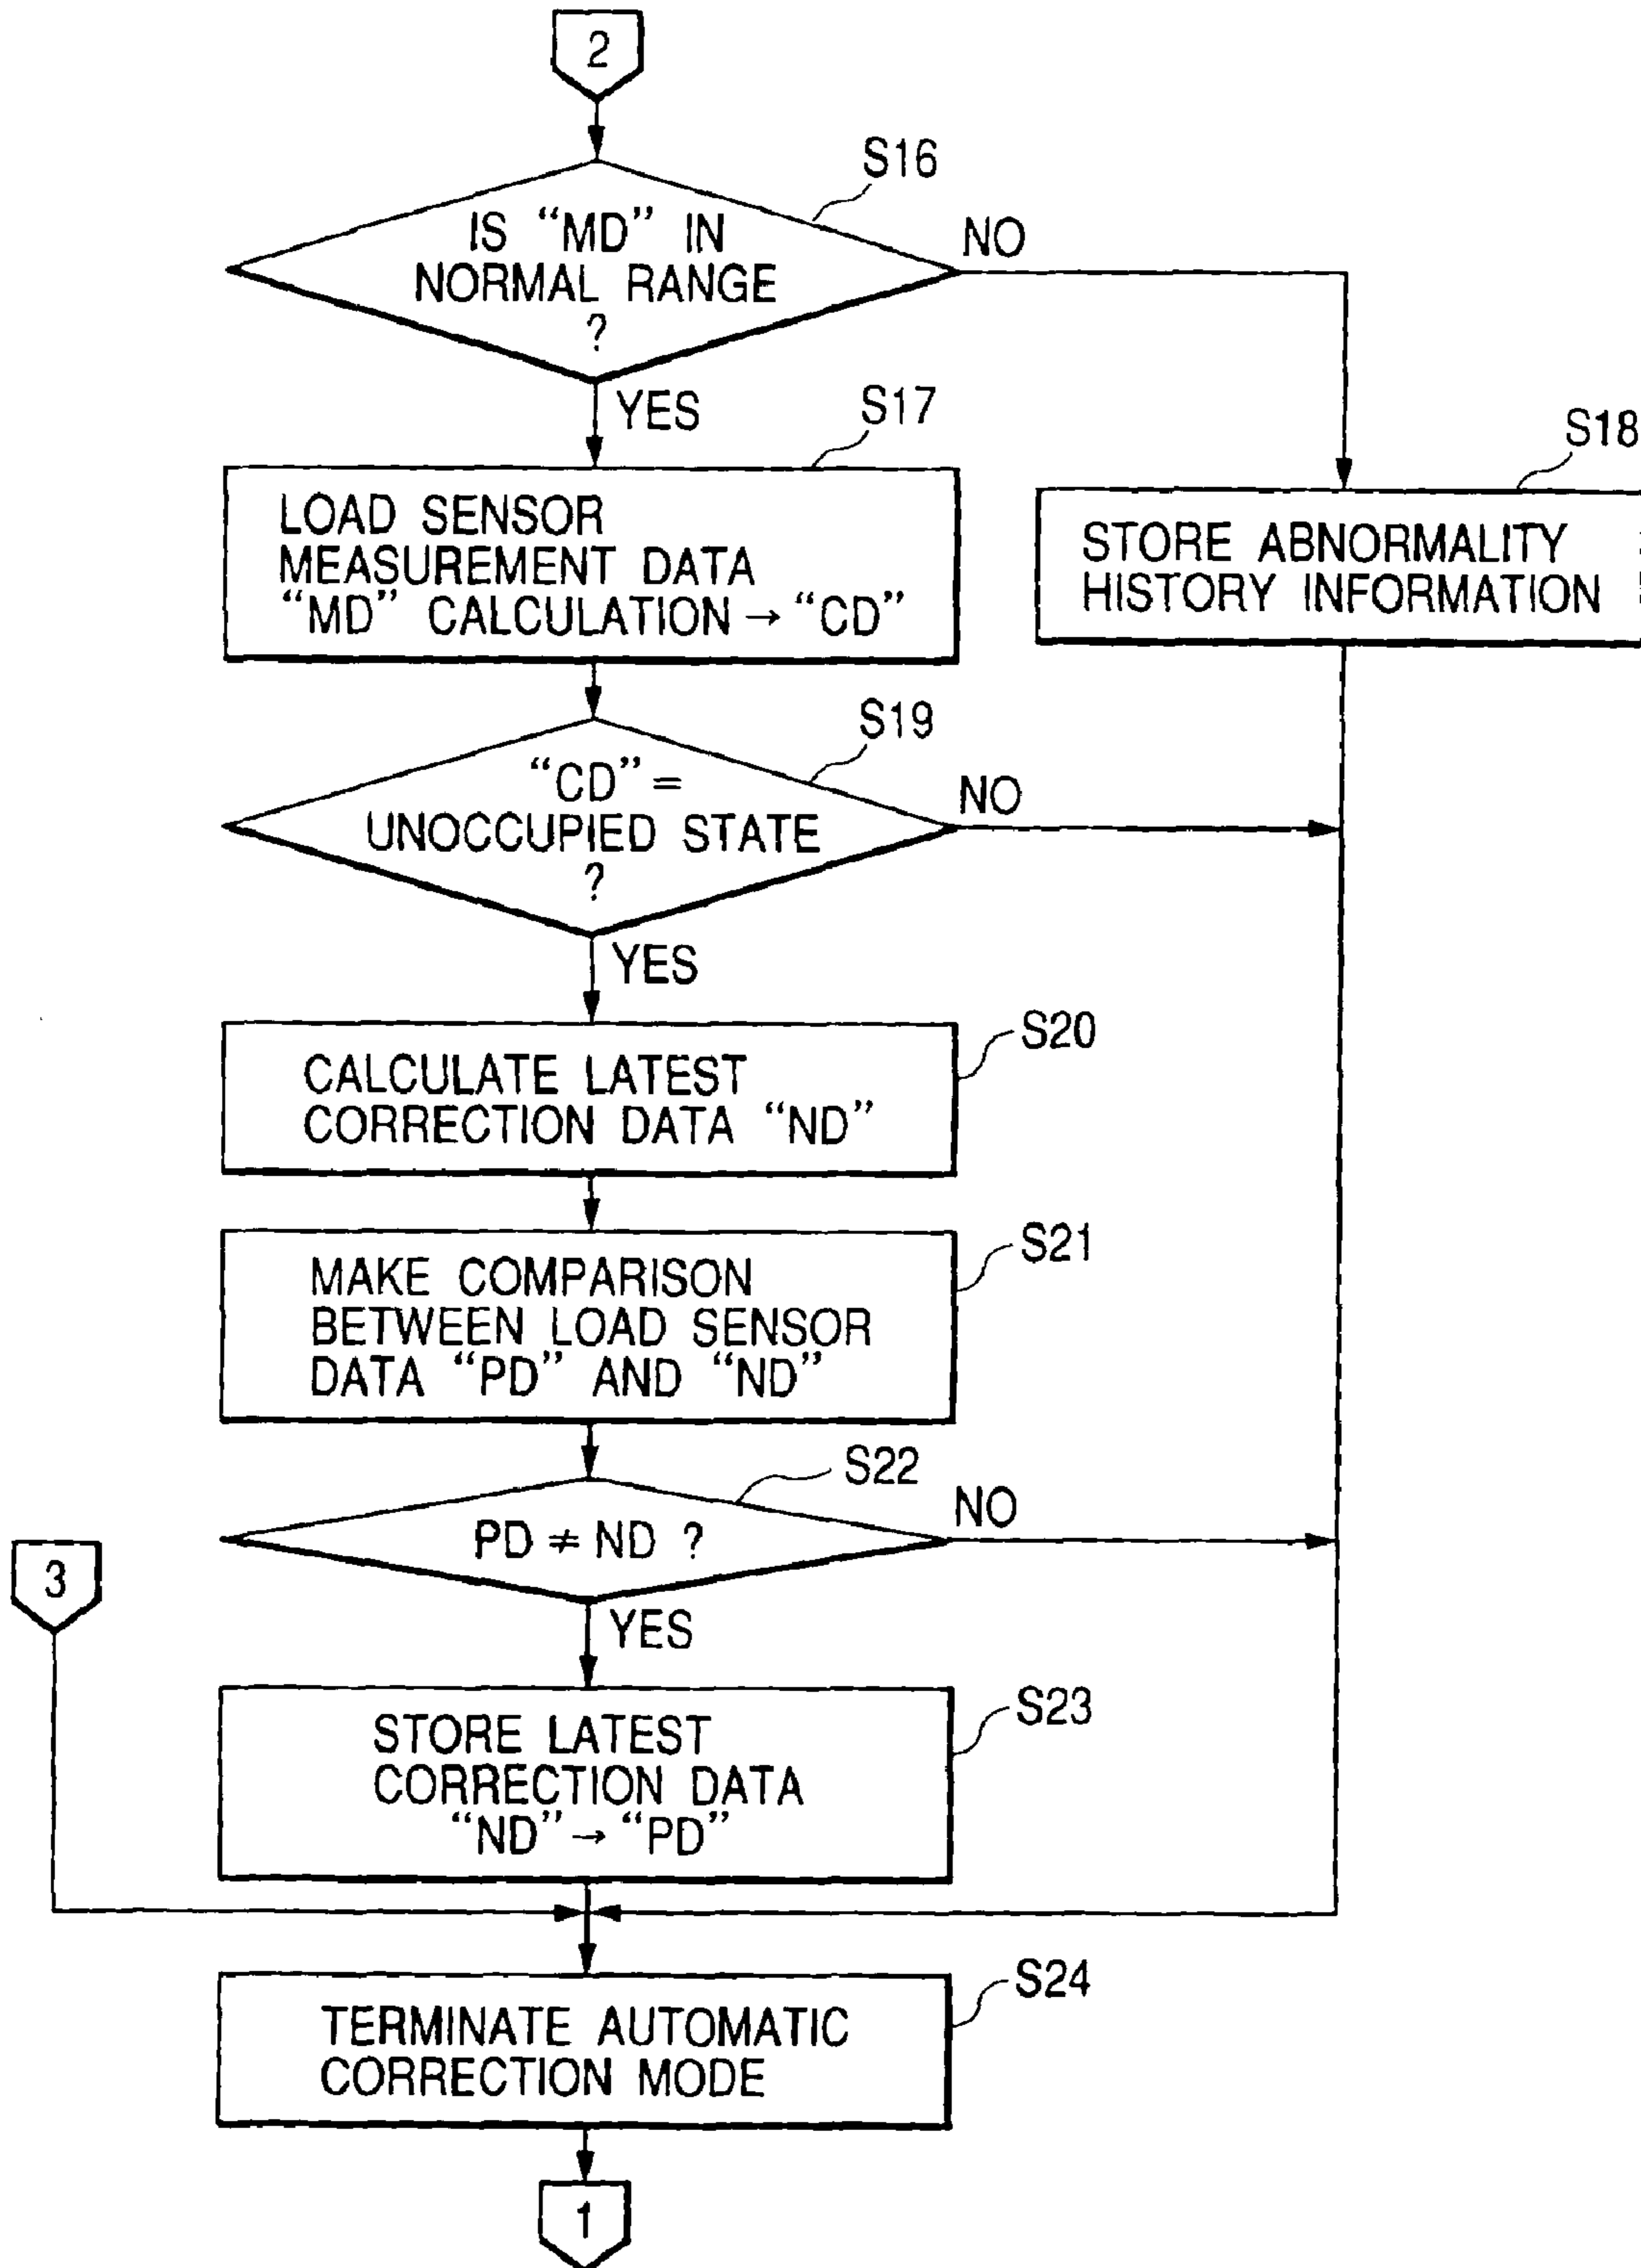 2
S16
IS “MD” IN
NORMAL RANGE
?
NO
YES
S17
LOAD SENSOR
MEASUREMENT DATA
“MD” CALCULATION → “CD”
S18
STORE ABNORMALITY
HISTORY INFORMATION
S19
“CD” =
UNOCCUPIED STATE
?
NO
YES
S20
CALCULATE LATEST
CORRECTION DATA “ND”
S21
MAKE COMPARISON
BETWEEN LOAD SENSOR
DATA “PD” AND “ND”
S22
PD ≠ ND ?
NO
3
YES
S23
STORE LATEST
CORRECTION DATA
“ND” → “PD”
S24
TERMINATE AUTOMATIC
CORRECTION MODE
1